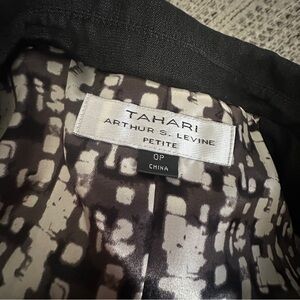 TAHARI
ARTHUR S. LEVINE
PETITE
0P
CHINA